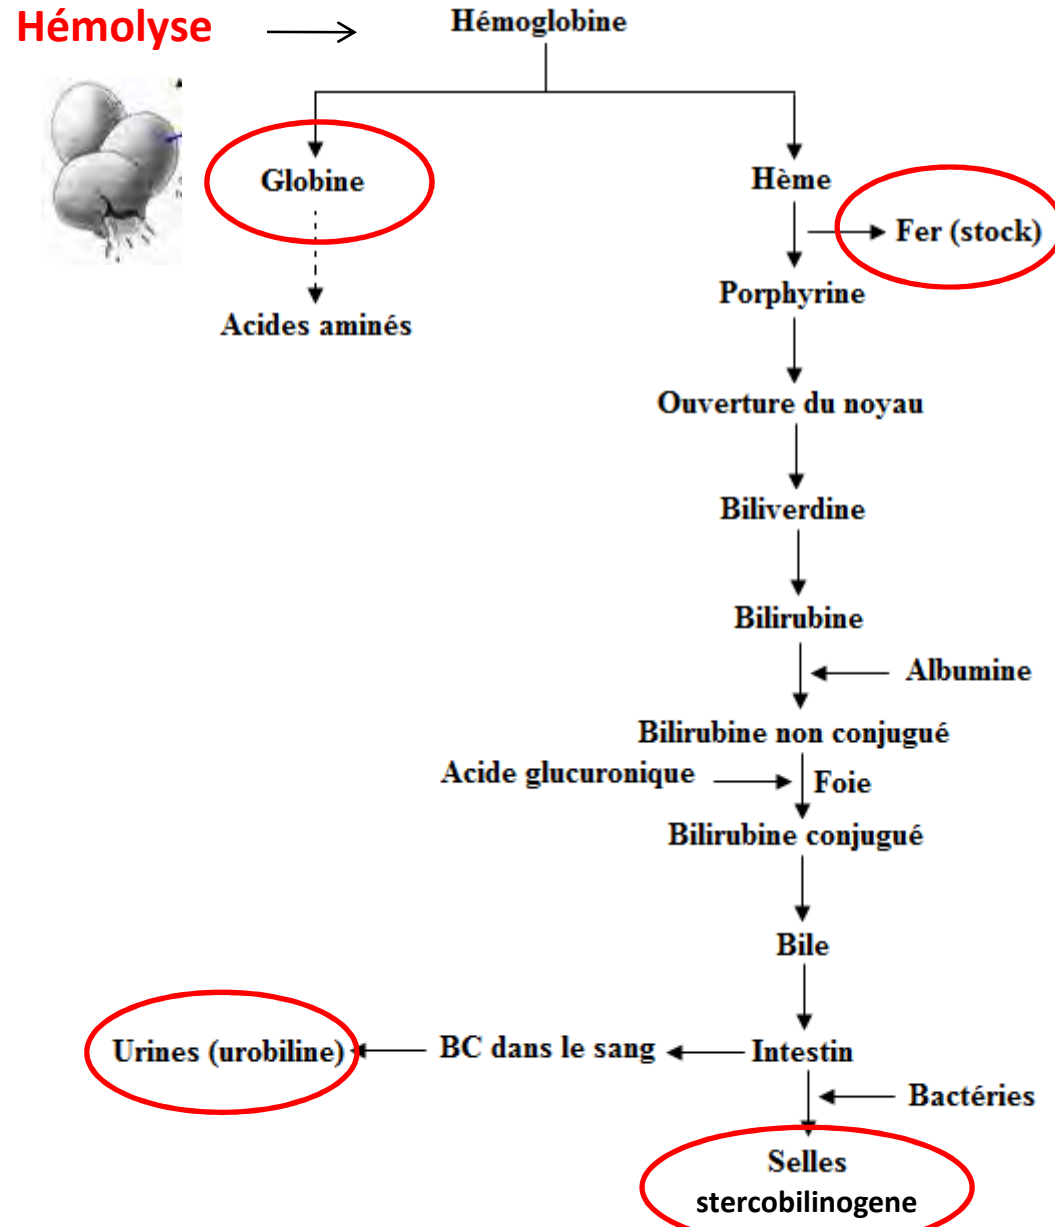 Hémolyse
Hémoglobine
Globine
Hème
Fer (stock)
Porphyrine
Acides aminés
Ouverture du noyau
Biliverdine
Bilirubine
Albumine
Bilirubine non conjugué
Acide glucuronique
Foie
Bilirubine conjugué
Bile
Urines (urobiline)
BC dans le sang
Intestin
Bactéries
Selles
stercobilinogene